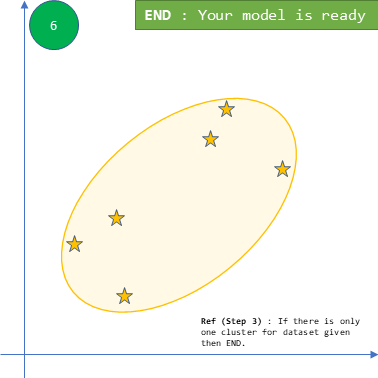 6
END : Your model is ready
Ref (Step 3) : If there is only
one cluster for dataset given
then END.